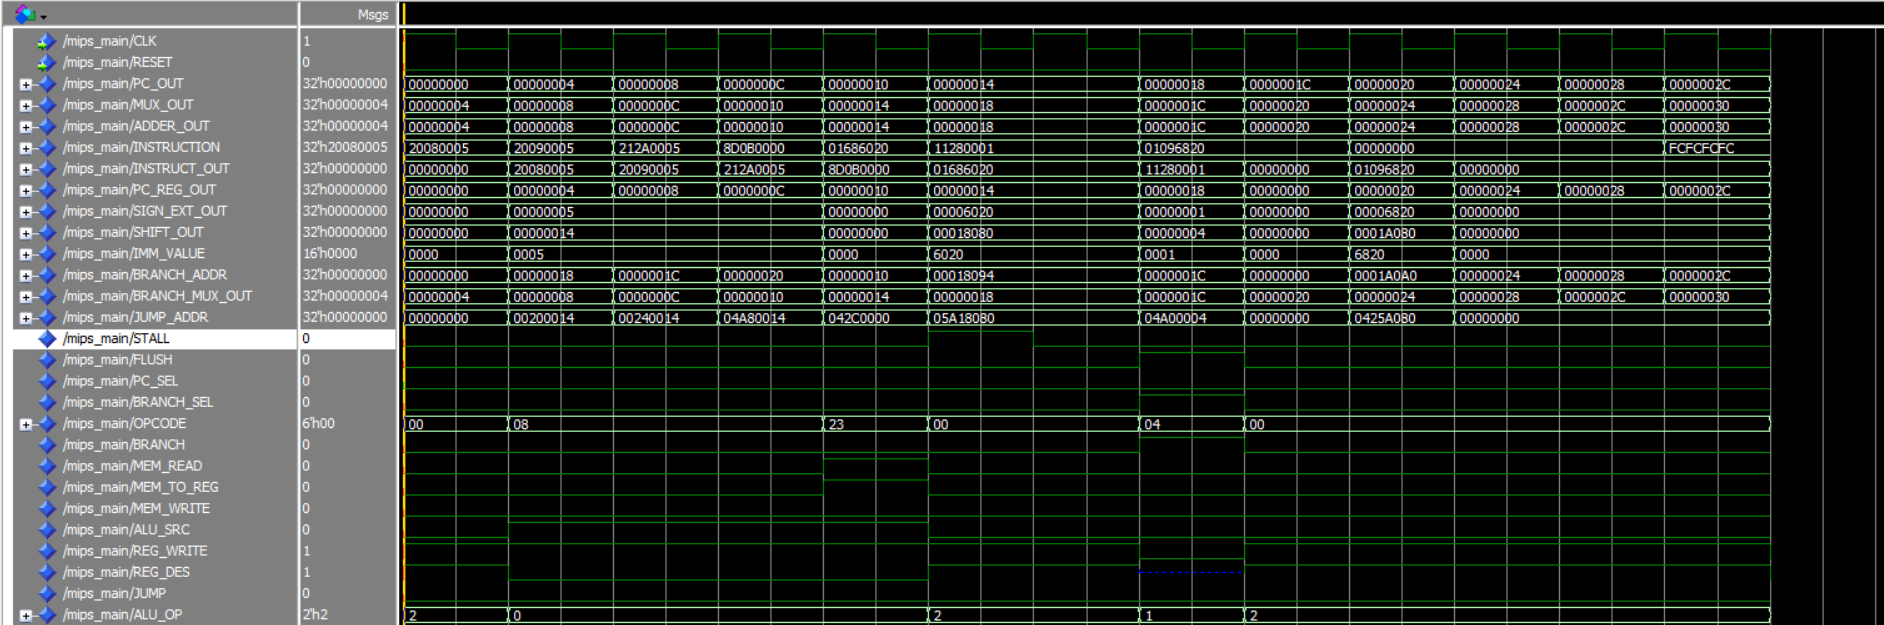 Msgs
/mips_main/CLK 1
/mips_main/RESET 0
/mips_main/PC_OUT 32'h00000000 00000000 00000004 00000008 0000000C 00000010 00000014 00000018 0000001C 00000020 00000024 00000028 0000002C
/mips_main/MUX_OUT 32'h00000004 00000004 00000008 0000000C 00000010 00000014 00000018 0000001C 00000020 00000024 00000028 0000002C 00000030
/mips_main/ADDER_OUT 32'h00000004 00000004 00000008 0000000C 00000010 00000014 00000018 0000001C 00000020 00000024 00000028 0000002C 00000030
/mips_main/INSTRUCTION 32'h20080005 20080005 20090005 212A0005 8D0B0000 01686020 11280001 01096820 00000000 FCFCFCFC
/mips_main/INSTRUCT_OUT 32'h00000000 00000000 20080005 20090005 212A0005 8D0B0000 01686020 11280001 00000000 01096820 00000000
/mips_main/PC_REG_OUT 32'h00000000 00000000 00000004 00000008 0000000C 00000010 00000014 00000018 00000000 00000020 00000024 00000028 0000002C
/mips_main/SIGN_EXT_OUT 32'h00000000 00000000 00000005 00000000 00006020 00000001 00000000 00006820 00000000
/mips_main/SHIFT_OUT 32'h00000000 00000000 00000014 00000000 00018080 00000004 00000000 0001A080 00000000
/mips_main/IMM_VALUE 16'h0000 0000 0005 0000 6020 0001 0000 6820 0000
/mips_main/BRANCH_ADDR 32'h00000000 00000000 00000018 0000001C 00000020 00000010 00018094 0000001C 00000000 0001A0A0 00000024 00000028 0000002C
/mips_main/BRANCH_MUX_OUT 32'h00000004 00000004 00000008 0000000C 00000010 00000014 00000018 0000001C 00000020 00000024 00000028 0000002C 00000030
/mips_main/JUMP_ADDR 32'h00000000 00000000 00200014 00240014 04A80014 042C0000 05A18080 04A00004 00000000 0425A080 00000000
/mips_main/STALL 0
/mips_main/FLUSH 0
/mips_main/PC_SEL 0
/mips_main/BRANCH_SEL 0
/mips_main/OPCODE 6'h00 00 08 23 00 04 00
/mips_main/BRANCH 0
/mips_main/MEM_READ 0
/mips_main/MEM_TO_REG 0
/mips_main/MEM_WRITE 0
/mips_main/ALU_SRC 0
/mips_main/REG_WRITE 1
/mips_main/REG_DES 1
/mips_main/JUMP 0
/mips_main/ALU_OP 2'h2 2 0 2 1 2